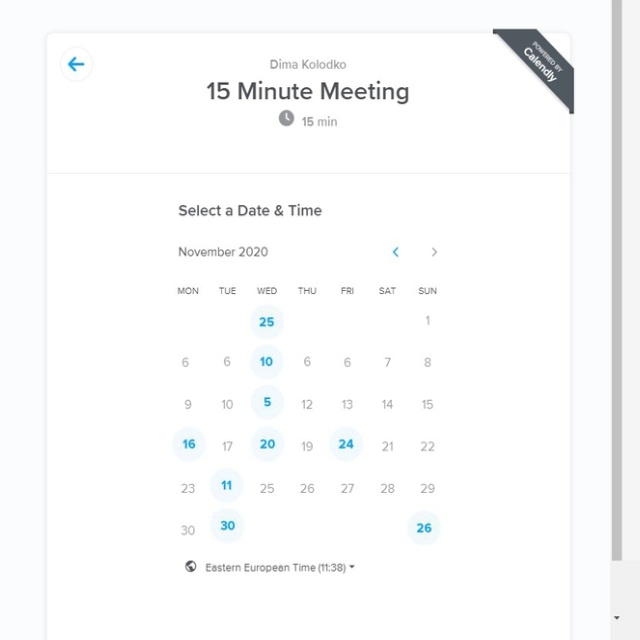 POWERED BY
Calendly
Dima Kolodko
15 Minute Meeting
15 min
Select a Date & Time
November 2020
MON TUE WED THU FRI SAT SUN
25 1
6 6 10 6 6 7 8
9 10 5 12 13 14 15
16 17 20 19 24 21 22
23 11 25 26 27 28 29
30 30 26
Eastern European Time (11:38)